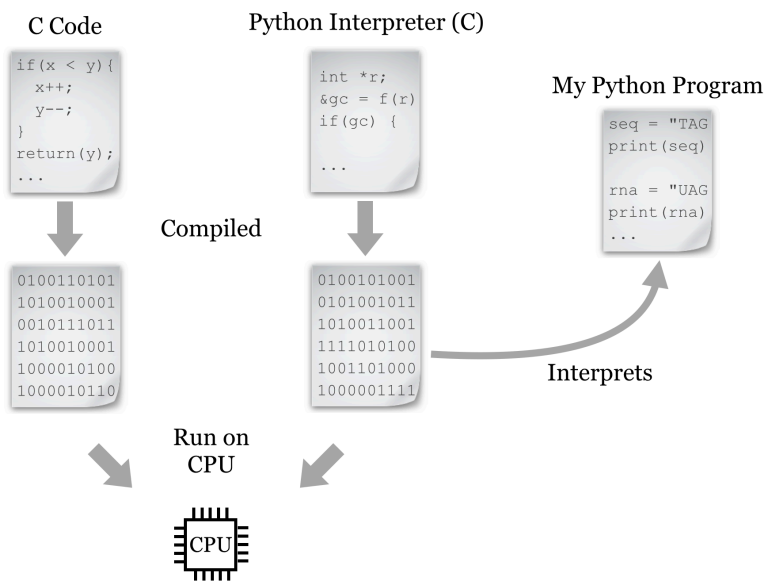 C Code
if(x < y){
x++;
y--;
}
return(y);
...
Python Interpreter (C)
int *r;
&gc = f(r)
if(gc) {
...
My Python Program
seq = "TAG
print(seq)
rna = "UAG
print(rna)
...
Compiled
0100110101
1010010001
0010111011
1010010001
1000010100
1000010110
0100101001
0101001011
1010011001
1111010100
1001101000
1000001111
Interprets
Run on
CPU
CPU